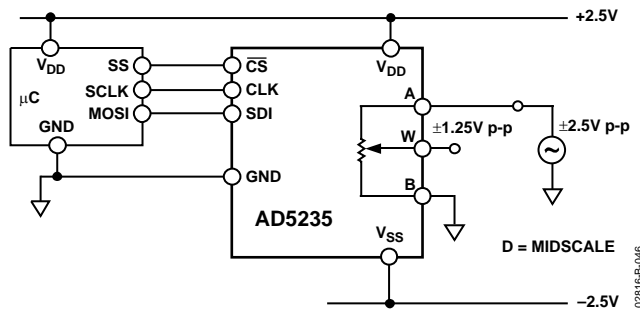 +2.5V
VDD
SS
CS
VDD
μC
SCLK
CLK
A
MOSI
SDI
±1.25V p-p
±2.5V p-p
GND
W
~
GND
B
AD5235
VSS
D = MIDSCALE
–2.5V
02816-B-046